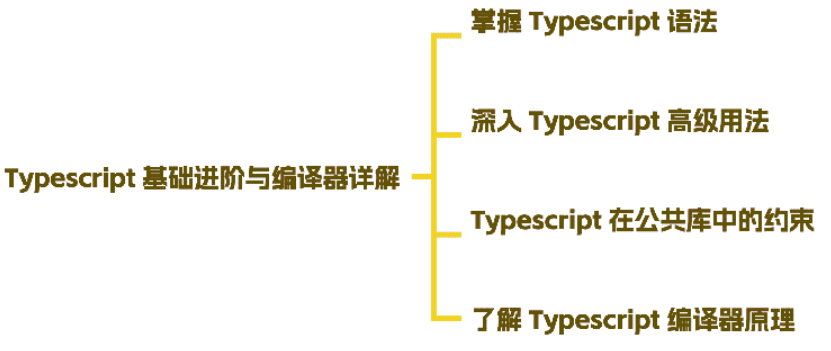 掌握 Typescript 语法
深入 Typescript 高级用法
Typescript 基础进阶与编译器详解
Typescript 在公共库中的约束
了解 Typescript 编译器原理